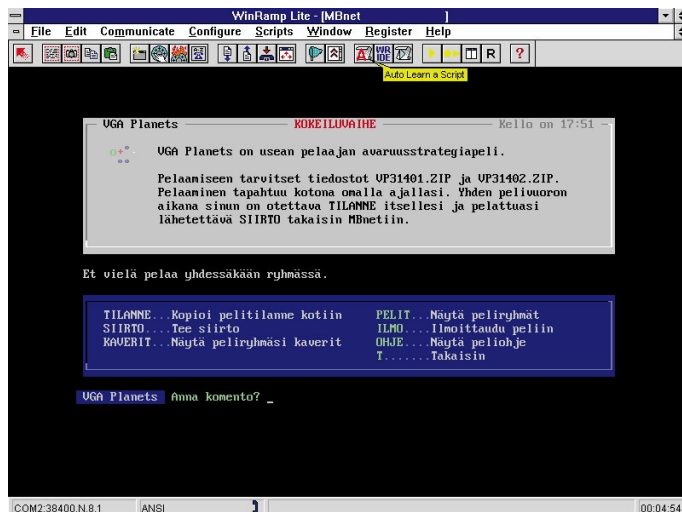 WinRamp Lite - [MBnet ]
File Edit Communicate Configure Scripts Window Register Help
WR IDE R ?
Auto Learn a Script
VGA Planets KOKEILUVAIHE Kello on 17:51
VGA Planets on usean pelaajan avaruusstrategiapeli.
Pelaamiseen tarvitset tiedostot VP31401.ZIP ja VP31402.ZIP.
Pelaaminen tapahtuu kotona omalla ajallasi. Yhden pelivuoron
aikana sinun on otettava TILANNE itsellesi ja pelattuasi
lähetettävä SIIRTO takaisin MBnetiin.
Et vielä pelaa yhdessäkään ryhmässä.
TILANNE...Kopioi pelitilanne kotiin PELIT...Näytä peliryhmät
SIIRTO....Tee siirto ILMO....Ilmoittaudu peliin
KAVERIT...Näytä peliryhmäsi kaverit OHJE....Näytä peliohje
T.......Takaisin
VGA Planets Anna komento? _
COM2:38400,N,8,1 ANSI 00:04:54